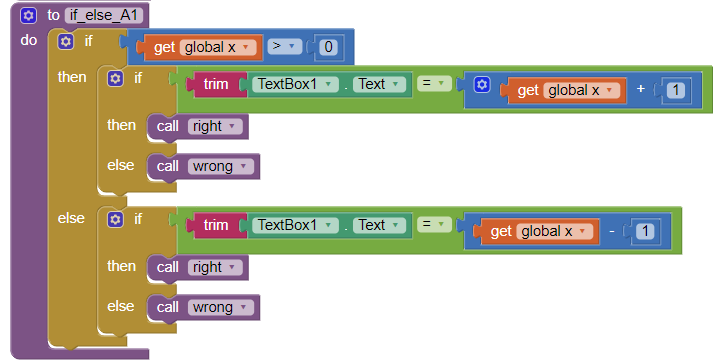 to if_else_A1
do if get global x > 0
then if trim TextBox1 . Text = get global x + 1
then call right
else call wrong
else if trim TextBox1 . Text = get global x - 1
then call right
else call wrong